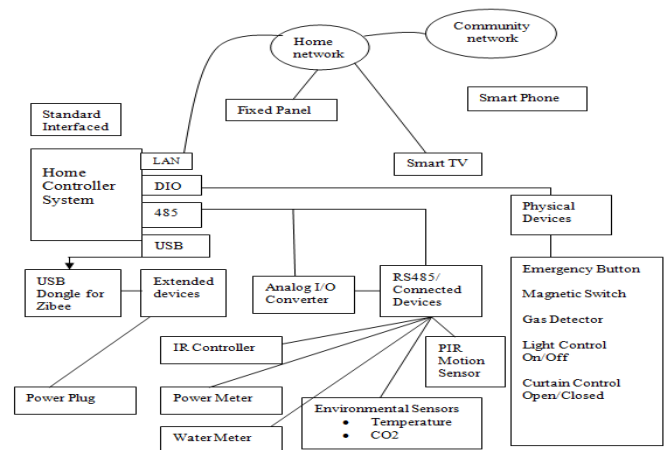 Community
network
Home
network
Smart Phone
Fixed Panel
Standard
Interfaced
LAN
Smart TV
Home
Controller
System
DIO
485
USB
Physical
Devices
USB
Dongle for
Zibee
Extended
devices
Analog I/O
Converter
RS485/
Connected
Devices
Emergency Button
Magnetic Switch
Gas Detector
Light Control
On/Off
Curtain Control
Open/Closed
IR Controller
PIR
Motion
Sensor
Power Plug
Power Meter
Environmental Sensors
• Temperature
• CO2
Water Meter